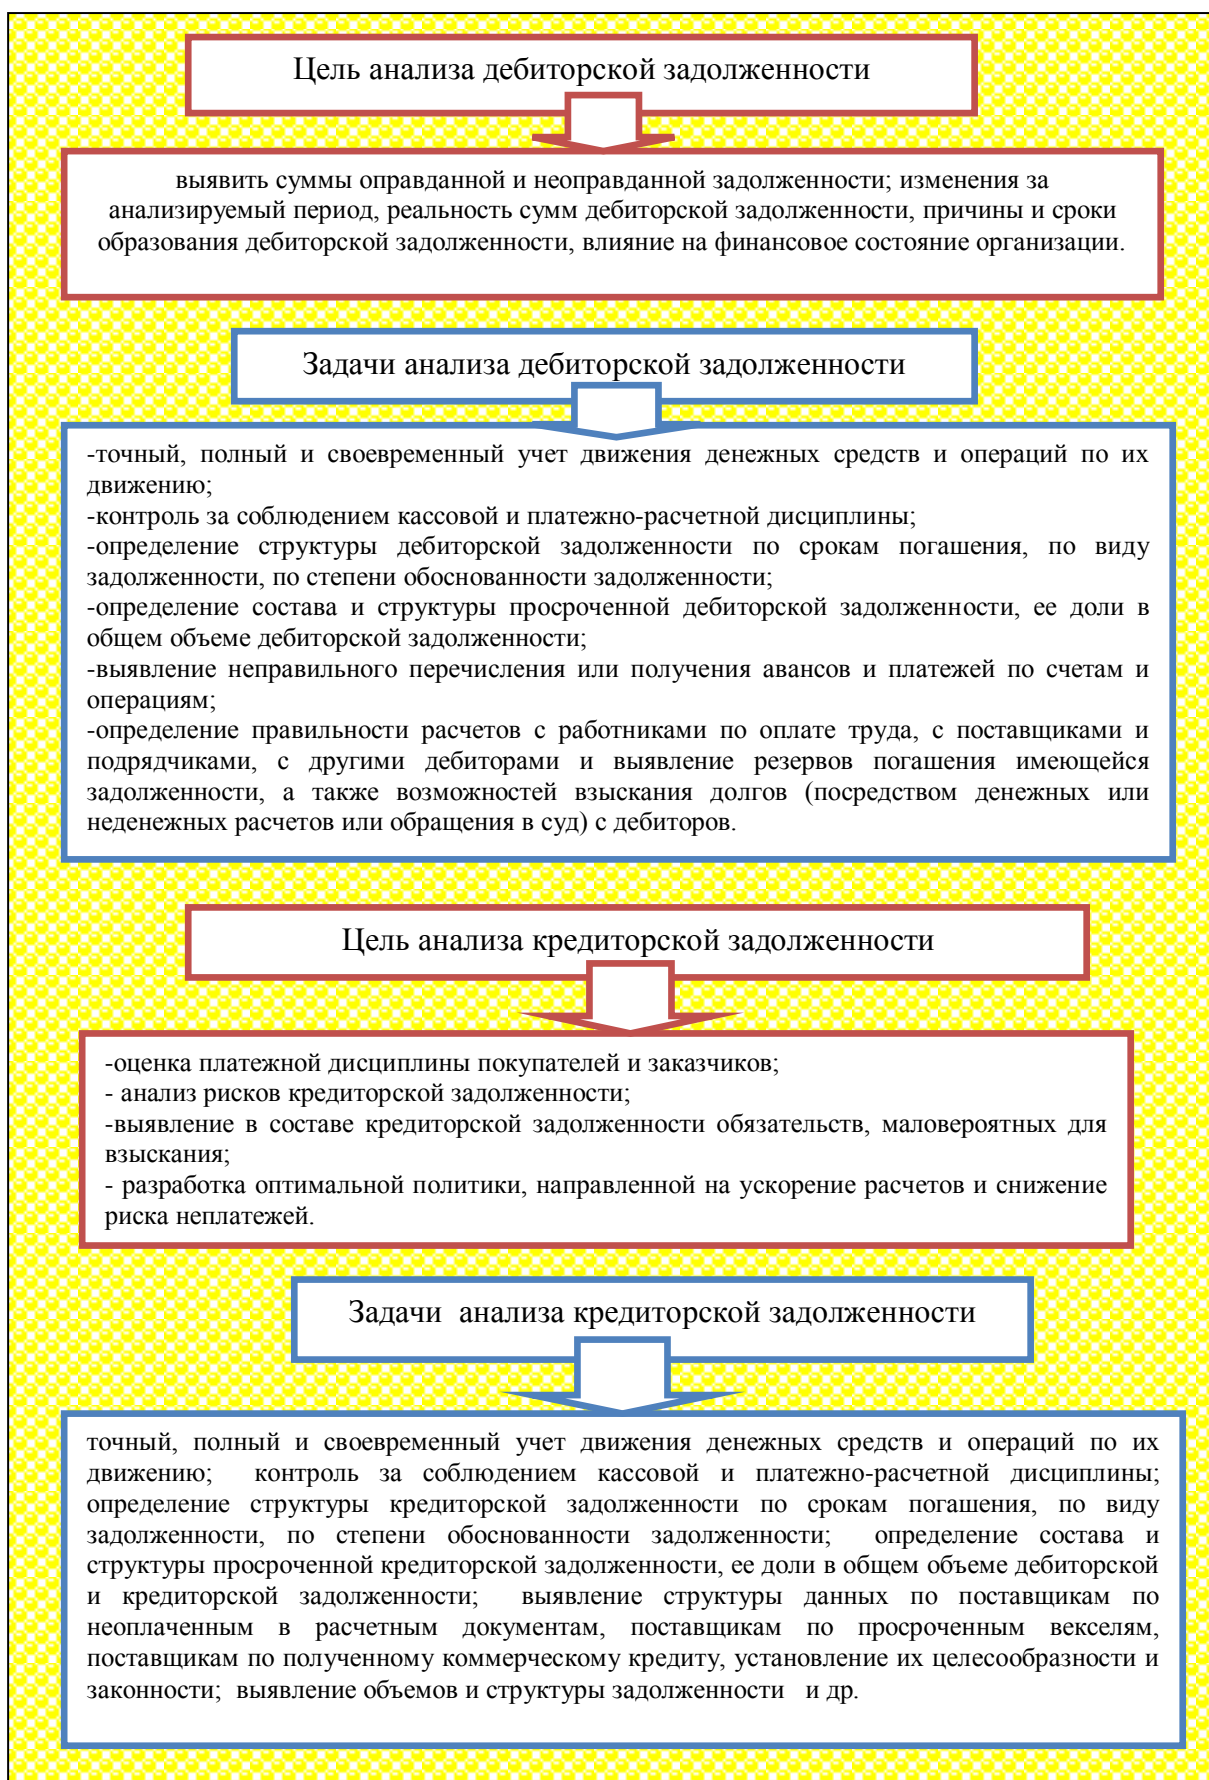 Цель анализа дебиторской задолженности
выявить суммы оправданной и неоправданной задолженности; изменения за
анализируемый период, реальность сумм дебиторской задолженности, причины и сроки
образования дебиторской задолженности, влияние на финансовое состояние организации.
Задачи анализа дебиторской задолженности
-точный, полный и своевременный учет движения денежных средств и операций по их
движению;
-контроль за соблюдением кассовой и платежно-расчетной дисциплины;
-определение структуры дебиторской задолженности по срокам погашения, по виду
задолженности, по степени обоснованности задолженности;
-определение состава и структуры просроченной дебиторской задолженности, ее доли в
общем объеме дебиторской задолженности;
-выявление неправильного перечисления или получения авансов и платежей по счетам и
операциям;
-определение правильности расчетов с работниками по оплате труда, с поставщиками и
подрядчиками, с другими дебиторами и выявление резервов погашения имеющейся
задолженности, а также возможностей взыскания долгов (посредством денежных или
неденежных расчетов или обращения в суд) с дебиторов.
Цель анализа кредиторской задолженности
-оценка платежной дисциплины покупателей и заказчиков;
- анализ рисков кредиторской задолженности;
-выявление в составе кредиторской задолженности обязательств, маловероятных для
взыскания;
- разработка оптимальной политики, направленной на ускорение расчетов и снижение
риска неплатежей.
Задачи  анализа кредиторской задолженности
точный, полный и своевременный учет движения денежных средств и операций по их
движению;  контроль за соблюдением кассовой и платежно-расчетной дисциплины;
определение структуры кредиторской задолженности по срокам погашения, по виду
задолженности, по степени обоснованности задолженности;  определение состава и
структуры просроченной кредиторской задолженности, ее доли в общем объеме дебиторской
и кредиторской задолженности;  выявление структуры данных по поставщикам по
неоплаченным в расчетным документам, поставщикам по просроченным векселям,
поставщикам по полученному коммерческому кредиту, установление их целесообразности и
законности;  выявление объемов и структуры задолженности  и др.